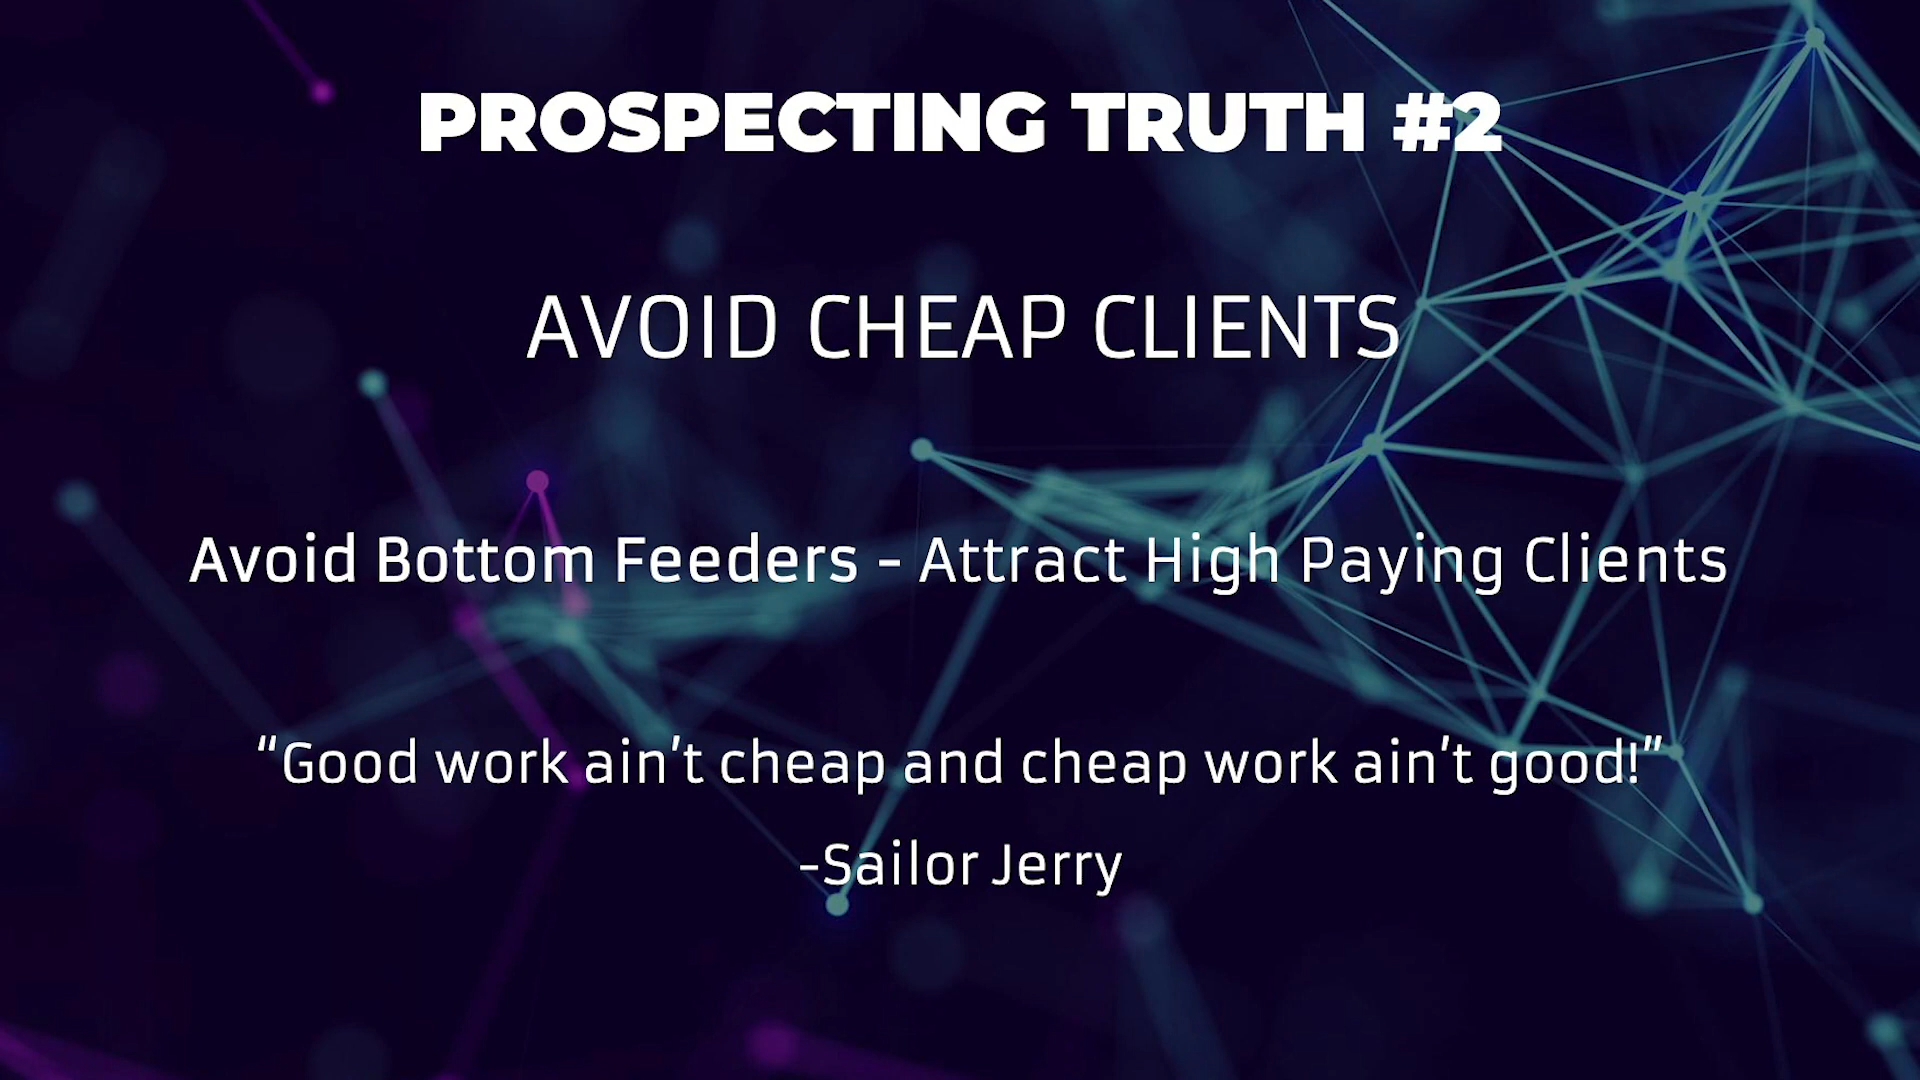 PROSPECTING TRUTH #2
AVOID CHEAP CLIENTS
Avoid Bottom Feeders - Attract High Paying Clients
“Good work ain’t cheap and cheap work ain’t good!”
-Sailor Jerry